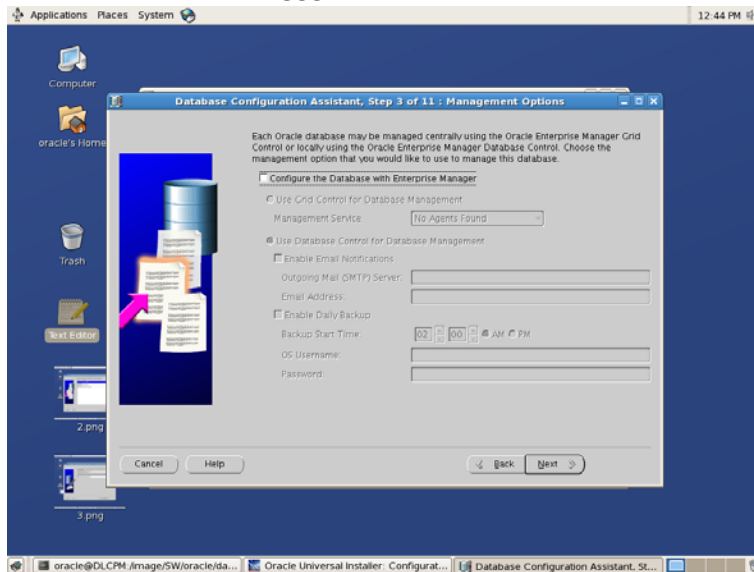 Applications Places System
12:44 PM
Computer
oracle's Home
Trash
Text Editor
2.png
3.png
Database Configuration Assistant, Step 3 of 11 : Management Options
Each Oracle database may be managed centrally using the Oracle Enterprise Manager Grid
Control or locally using the Oracle Enterprise Manager Database Control. Choose the
management option that you would like to use to manage this database.
Configure the Database with Enterprise Manager
Use Grid Control for Database Management
Management Service: No Agents Found
Use Database Control for Database Management
Enable Email Notifications
Outgoing Mail (SMTP) Server:
Email Address:
Enable Daily Backup
Backup Start Time: 02 00 AM PM
OS Username:
Password:
Cancel Help Back Next
oracle@DLCPM:/image/SW/oracle/da... Oracle Universal Installer: Configurat... Database Configuration Assistant, St...